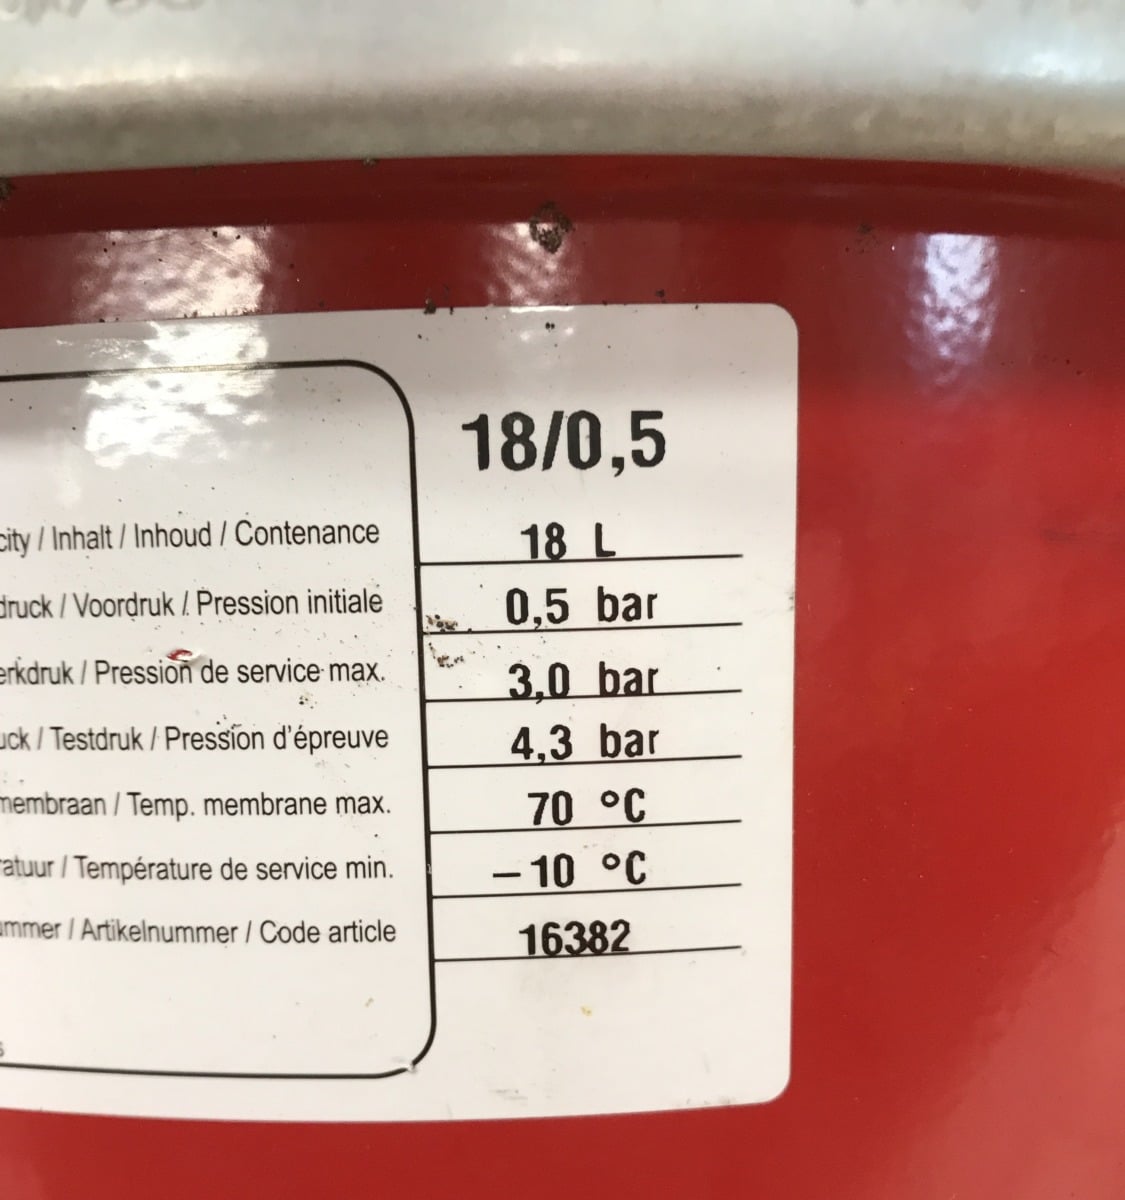 18/0,5
city / Inhalt / Inhoud / Contenance 18 L
druck / Voordruk / Pression initiale 0,5 bar
erkdruk / Pression de service max. 3,0 bar
uck / Testdruk / Pression d'épreuve 4,3 bar
membraan / Temp. membrane max. 70 °C
ratuur / Température de service min. –10 °C
ummer / Artikelnummer / Code article 16382